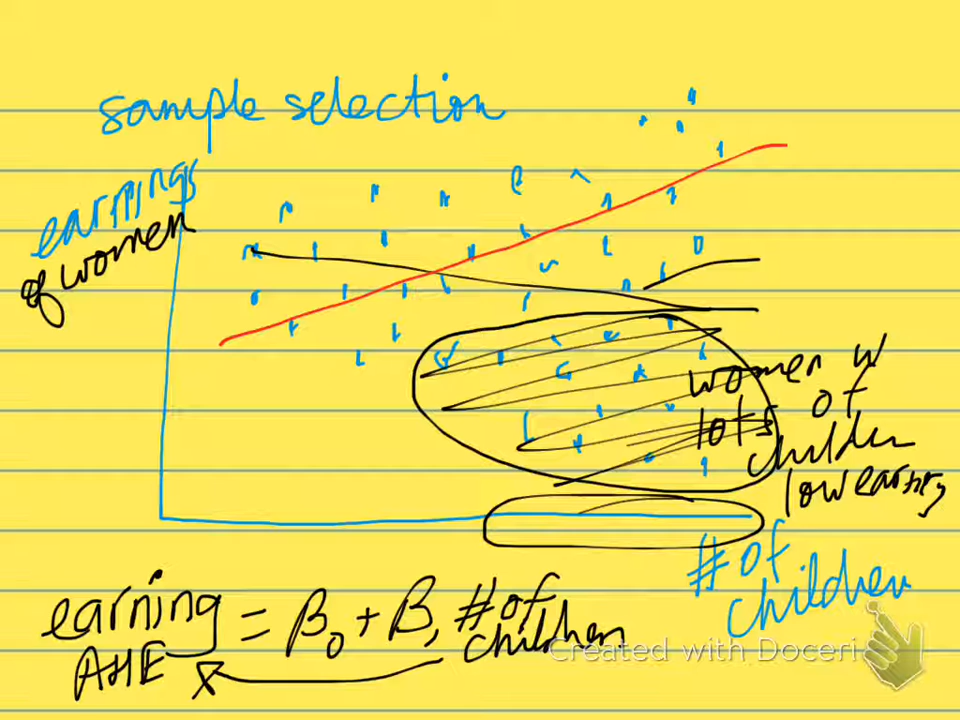 sample selection
earnings
of women
women w
lots of
childen
low earning
# of
children
earning = β0 + β1 # of
AHE children
Created with Doceri